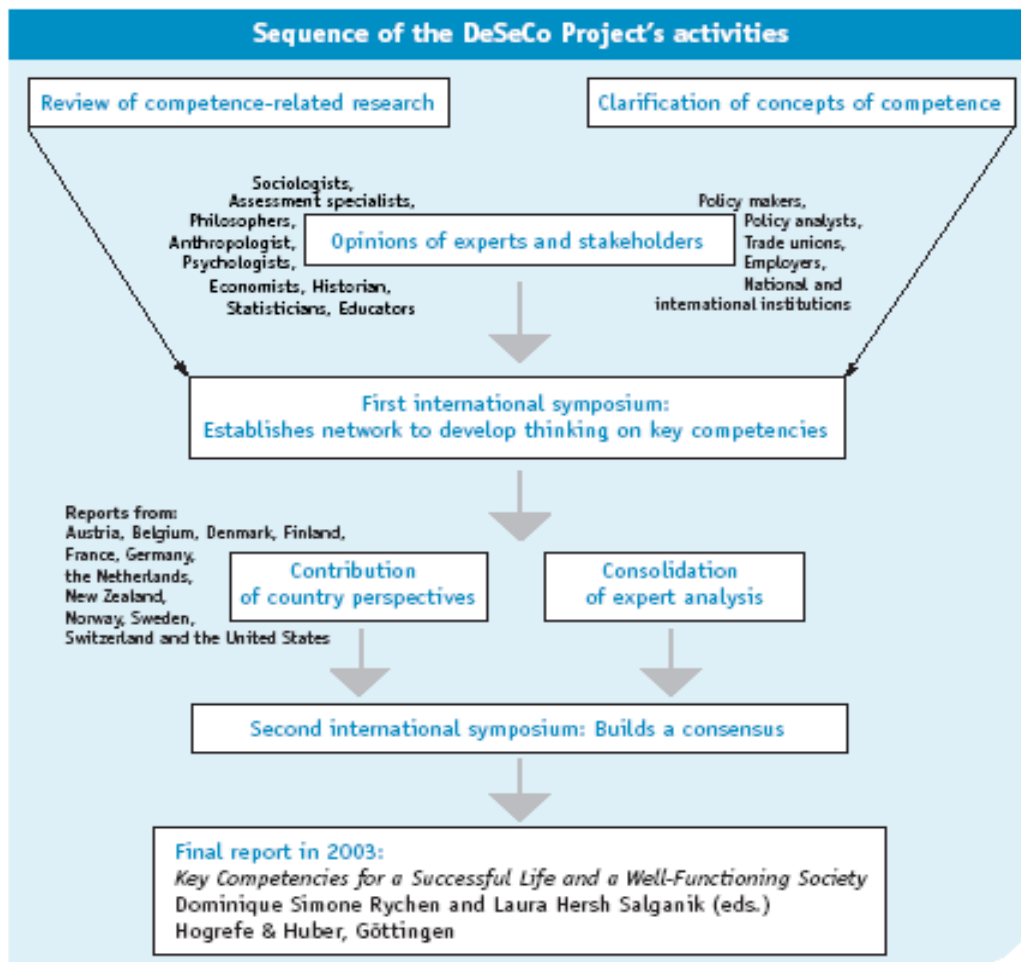 Sequence of the DeSeCo Project's activities
Review of competence-related research
Clarification of concepts of competence
Sociologists,
Assessment specialists,
Philosophers,
Anthropologist,
Psychologists,
Economists, Historian,
Statisticians, Educators
Opinions of experts and stakeholders
Policy makers,
Policy analysts,
Trade unions,
Employers,
National and
international institutions
First international symposium:
Establishes network to develop thinking on key competencies
Reports from:
Austria, Belgium, Denmark, Finland,
France, Germany,
the Netherlands,
New Zealand,
Norway, Sweden,
Switzerland and the United States
Contribution
of country perspectives
Consolidation
of expert analysis
Second international symposium: Builds a consensus
Final report in 2003:
Key Competencies for a Successful Life and a Well-Functioning Society
Dominique Simone Rychen and Laura Hersh Salganik (eds.)
Hogrefe & Huber, Göttingen